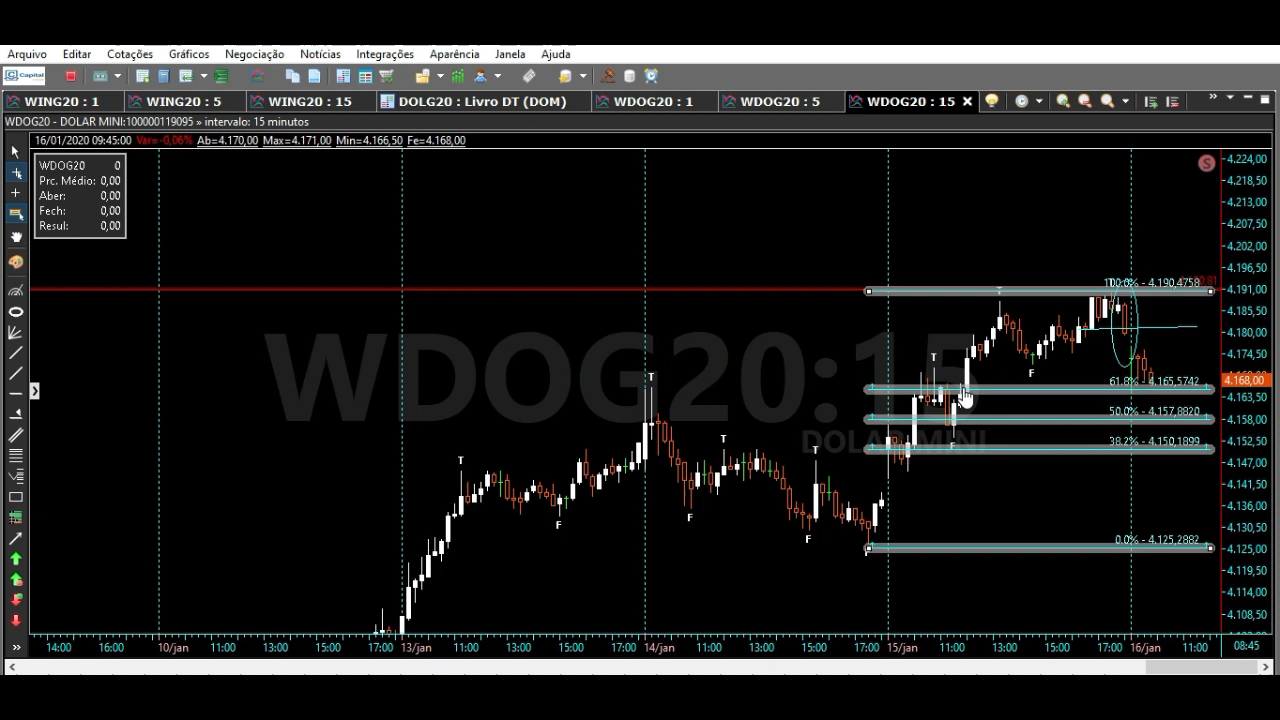 Arquivo Editar Cotações Gráficos Negociação Notícias Integrações Aparência Janela Ajuda
Capital
WING20 : 1 WING20 : 5 WING20 : 15 DOLG20 : Livro DT (DOM) WDOG20 : 1 WDOG20 : 5 WDOG20 : 15
WDOG20 - DOLAR MINI:100000119095 » intervalo: 15 minutos
16/01/2020 09:45:00 Var= -0,06% Ab=4.170,00 Max=4.171,00 Min=4.166,50 Fe=4.168,00
WDOG20 0
Prc. Médio: 0,00
Aber: 0,00
Fech: 0,00
Resul: 0,00
S
WDOG20:15
DOLAR MINI
4.224,00
4.218,50
4.213,00
4.207,50
4.202,00
4.196,50
4.191,00
4.185,50
4.180,00
4.174,50
4.168,00
4.163,50
4.158,00
4.152,50
4.147,00
4.141,50
4.136,00
4.130,50
4.125,00
4.119,50
4.114,00
4.108,50
100.0% - 4.190,4758
61.8% - 4.165,5742
50.0% - 4.157,8820
38.2% - 4.150,1899
0.0% - 4.125,2882
T
F
T
F
T
F
T
F
T
F
T
F
14:00 16:00 10/jan 11:00 13:00 15:00 17:00 13/jan 11:00 13:00 15:00 17:00 14/jan 11:00 13:00 15:00 17:00 15/jan 11:00 13:00 15:00 17:00 16/jan 11:00 08:45